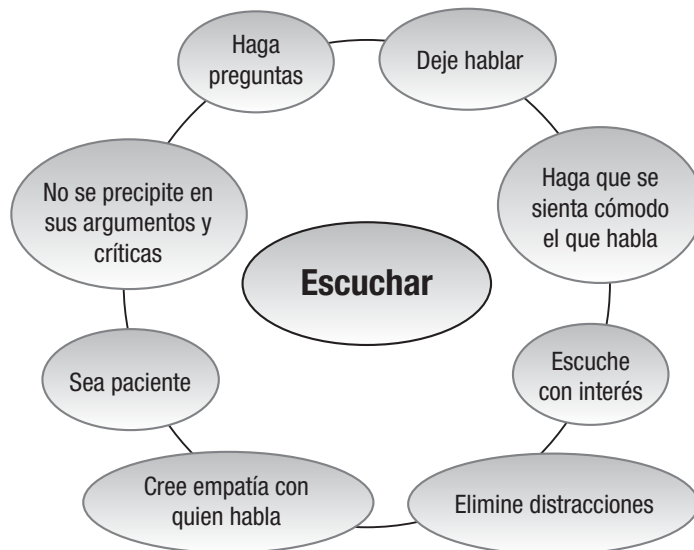 Haga
preguntas
Deje hablar
Haga que se
sienta cómodo
el que habla
No se precipite en
sus argumentos y
críticas
Escuchar
Escuche
con interés
Sea paciente
Cree empatía con
quien habla
Elimine distracciones